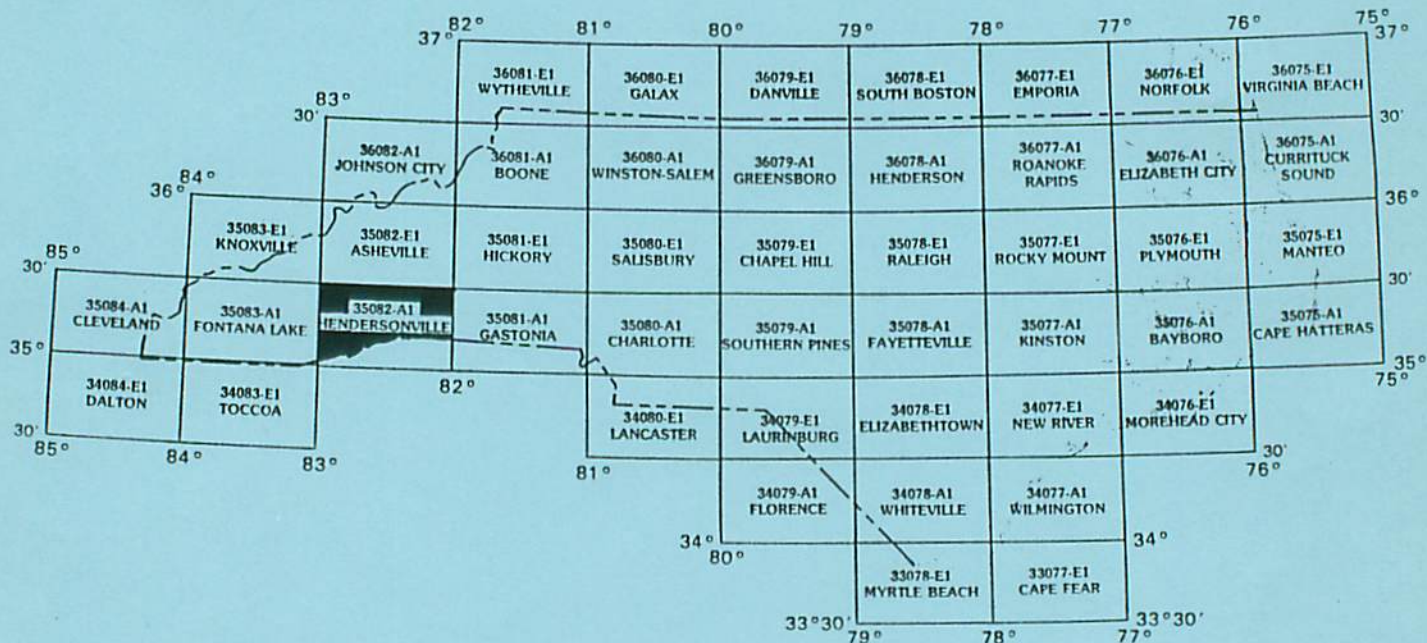 82° 81° 80° 79° 78° 77° 76° 75°
37° 37°
36081-E1 36080-E1 36079-E1 36078-E1 36077-E1 36076-E1 36075-E1
WYTHEVILLE GALAX DANVILLE SOUTH BOSTON EMPORIA NORFOLK VIRGINIA BEACH
83°
30' 30'
36082-A1 36081-A1 36080-A1 36079-A1 36078-A1 36077-A1 36076-A1 36075-A1
JOHNSON CITY BOONE WINSTON-SALEM GREENSBORO HENDERSON ROANOKE RAPIDS ELIZABETH CITY CURRITUCK SOUND
84°
36° 36°
35083-E1 35082-E1 35081-E1 35080-E1 35079-E1 35078-E1 35077-E1 35076-E1 35075-E1
KNOXVILLE ASHEVILLE HICKORY SALISBURY CHAPEL HILL RALEIGH ROCKY MOUNT PLYMOUTH MANTEO
85°
30' 30'
35084-A1 35083-A1 35082-A1 35081-A1 35080-A1 35079-A1 35078-A1 35077-A1 35076-A1 35075-A1
CLEVELAND FONTANA LAKE HENDERSONVILLE GASTONIA CHARLOTTE SOUTHERN PINES FAYETTEVILLE KINSTON BAYBORO CAPE HATTERAS
35° 35°
82° 75°
34084-E1 34083-E1 34080-E1 34079-E1 34078-E1 34077-E1 34076-E1
DALTON TOCCOA LANCASTER LAURINBURG ELIZABETHTOWN NEW RIVER MOREHEAD CITY
30' 30'
85° 84° 83° 81° 76°
34079-A1 34078-A1 34077-A1
FLORENCE WHITEVILLE WILMINGTON
34° 34°
80°
33078-E1 33077-E1
MYRTLE BEACH CAPE FEAR
33°30' 33°30'
79° 78° 77°